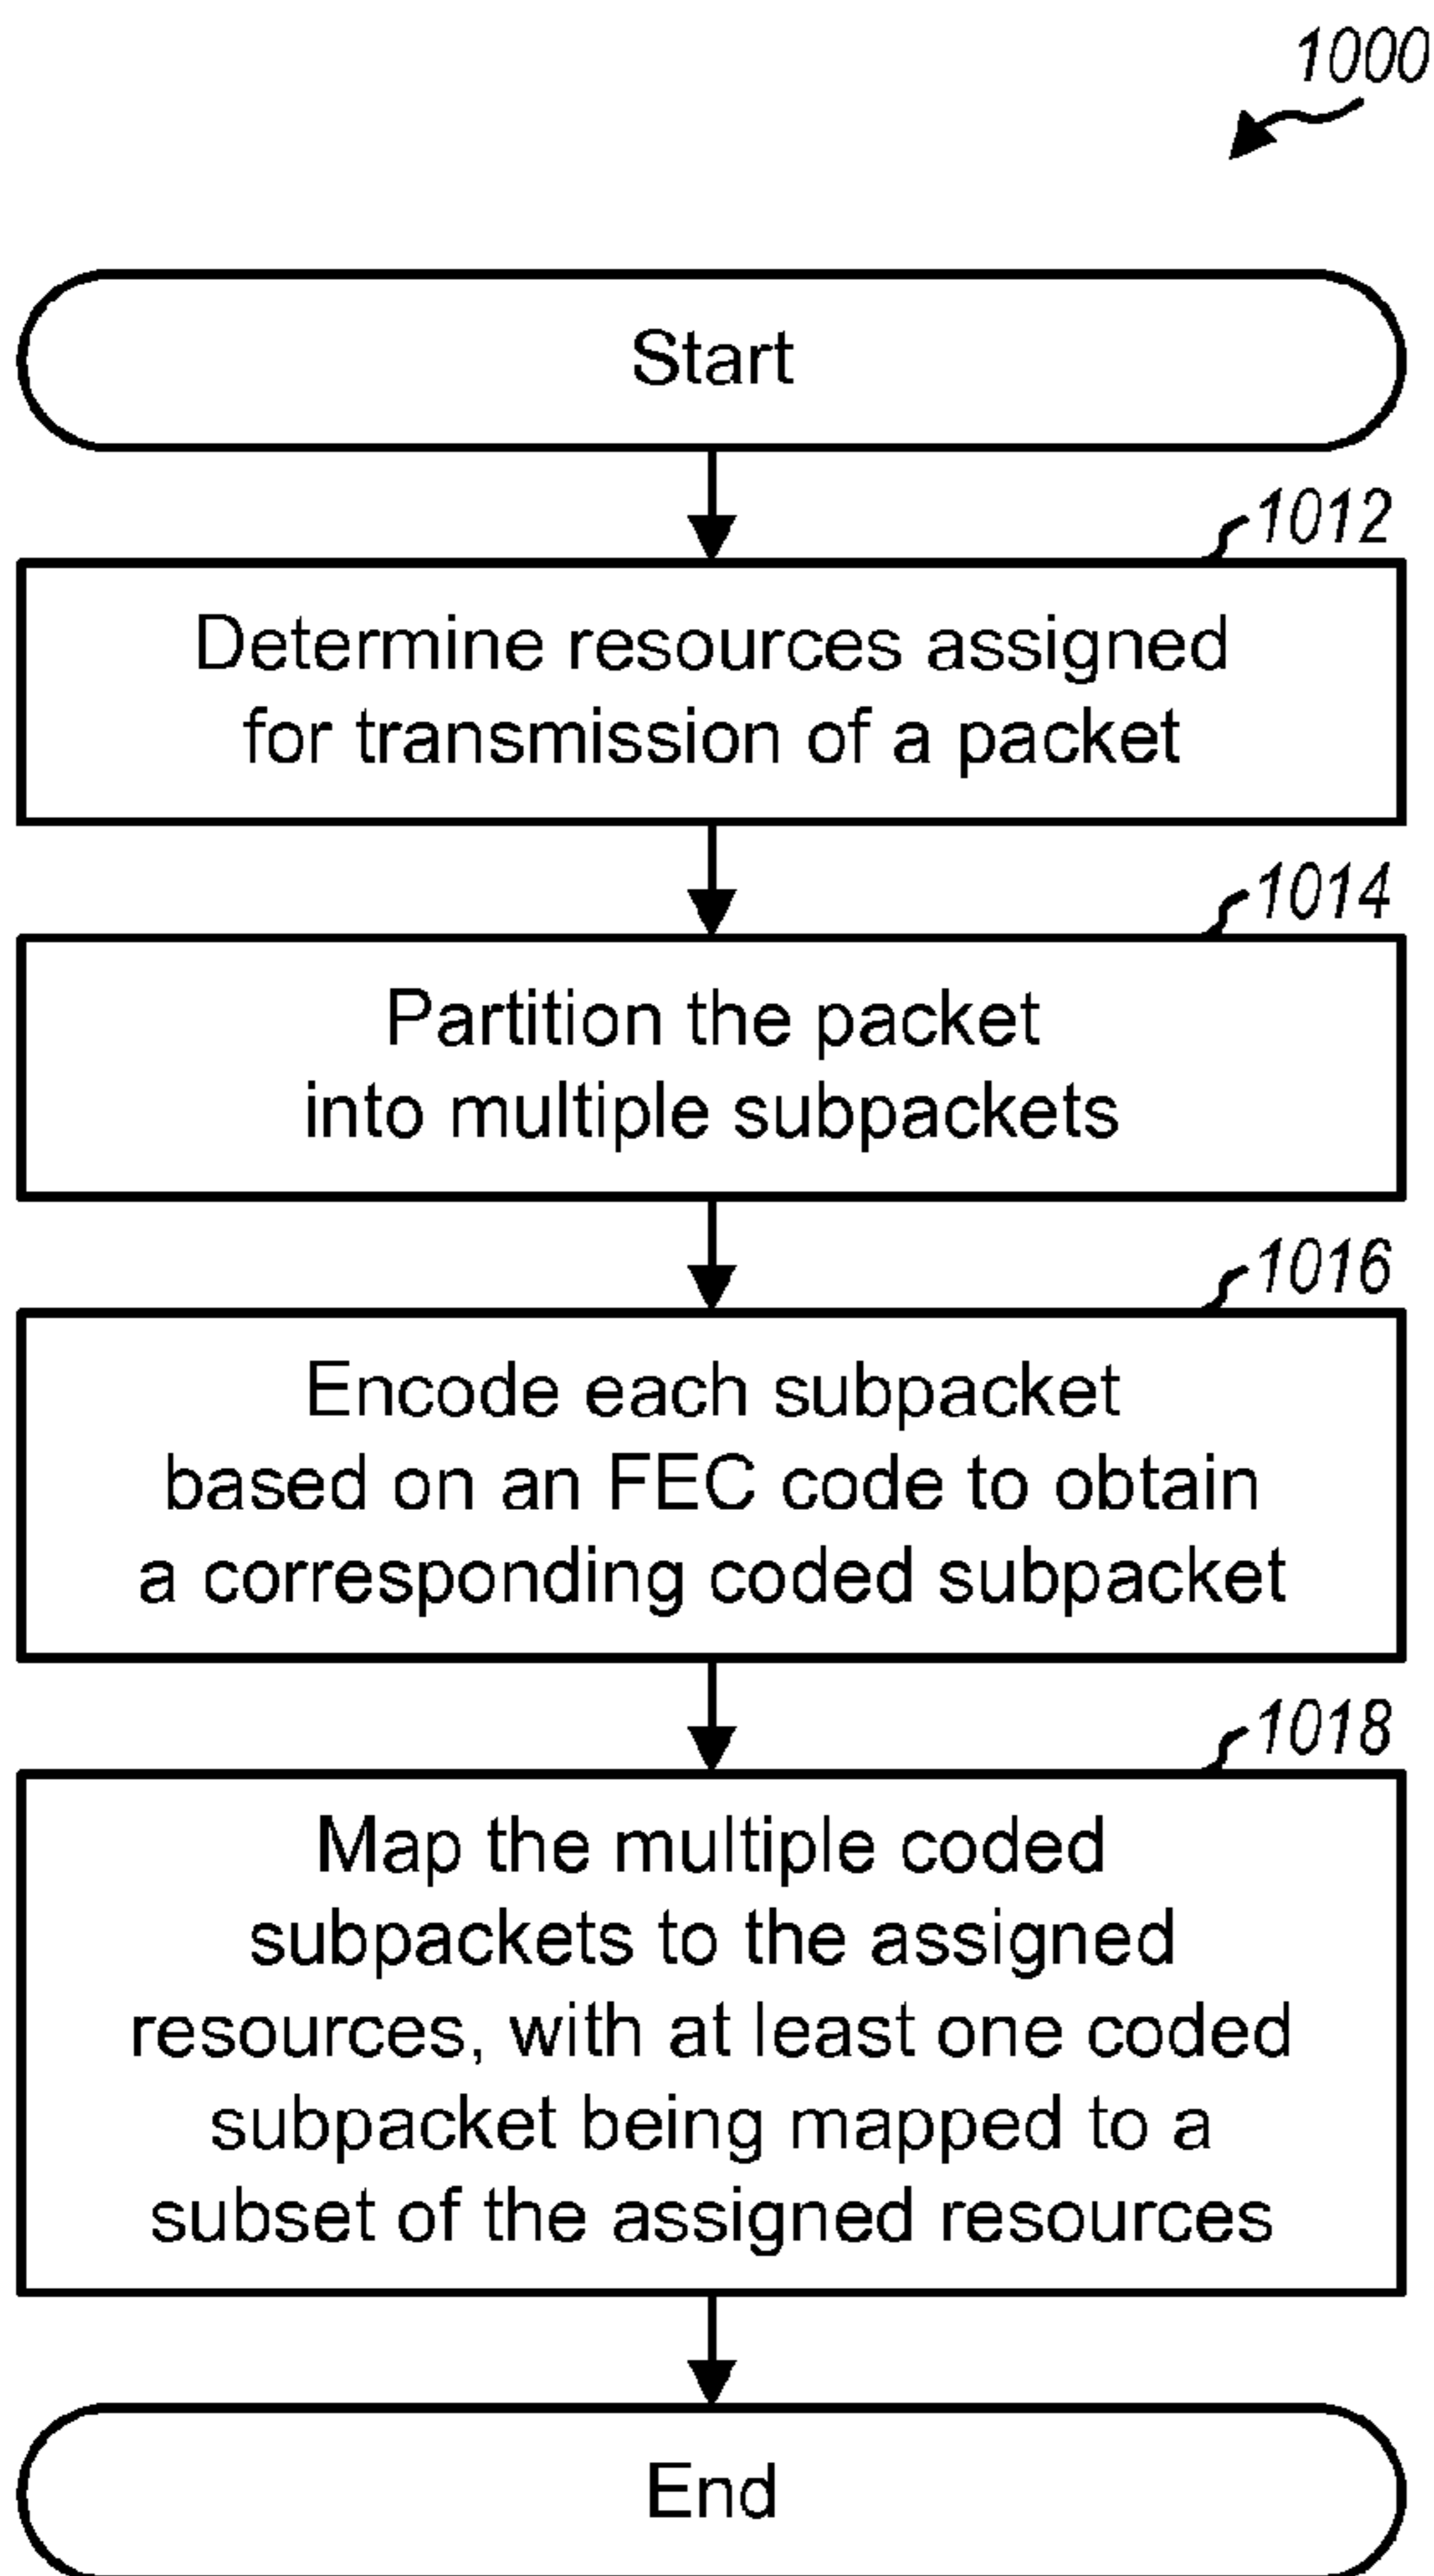 1000
Start
1012
Determine resources assigned
for transmission of a packet
1014
Partition the packet
into multiple subpackets
1016
Encode each subpacket
based on an FEC code to obtain
a corresponding coded subpacket
1018
Map the multiple coded
subpackets to the assigned
resources, with at least one coded
subpacket being mapped to a
subset of the assigned resources
End